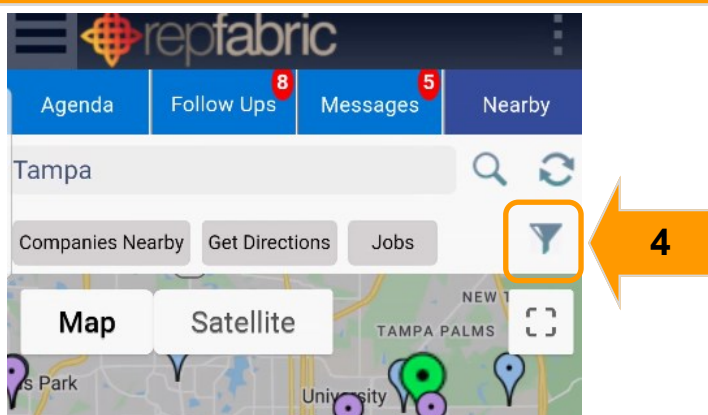 repfabric
8
5
Agenda
Follow Ups
Messages
Nearby
Tampa
Companies Nearby
Get Directions
Jobs
4
Map
Satellite
NEW T
TAMPA PALMS
s Park
University